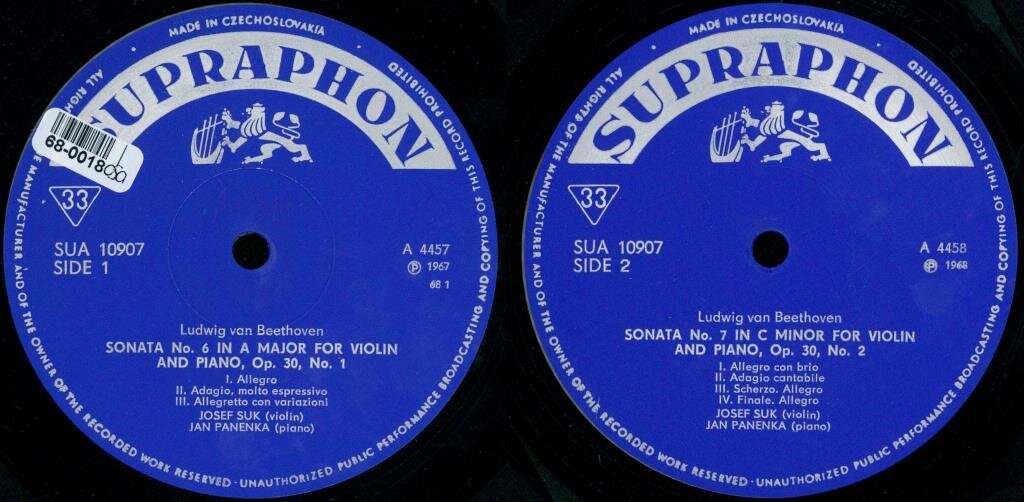 MADE IN CZECHOSLOVAKIA
SUPRAPHON
ALL RIGHTS OF THE MANUFACTURER AND OF THE OWNER OF THE RECORDED WORK RESERVED · UNAUTHORIZED PUBLIC PERFORMANCE BROADCASTING AND COPYING OF THIS RECORD PROHIBITED
68-0018
33
SUA 10907
SIDE 1
A 4457
Ⓟ 1967
68 1
Ludwig van Beethoven
SONATA No. 6 IN A MAJOR FOR VIOLIN
AND PIANO, Op. 30, No. 1
I. Allegro
II. Adagio, molto espressivo
III. Allegretto con variazioni
JOSEF SUK (violin)
JAN PANENKA (piano)
MADE IN CZECHOSLOVAKIA
SUPRAPHON
ALL RIGHTS OF THE MANUFACTURER AND OF THE OWNER OF THE RECORDED WORK RESERVED · UNAUTHORIZED PUBLIC PERFORMANCE BROADCASTING AND COPYING OF THIS RECORD PROHIBITED
33
SUA 10907
SIDE 2
A 4458
Ⓟ 1968
Ludwig van Beethoven
SONATA No. 7 IN C MINOR FOR VIOLIN
AND PIANO, Op. 30, No. 2
I. Allegro con brio
II. Adagio cantabile
III. Scherzo. Allegro
IV. Finale. Allegro
JOSEF SUK (violin)
JAN PANENKA (piano)